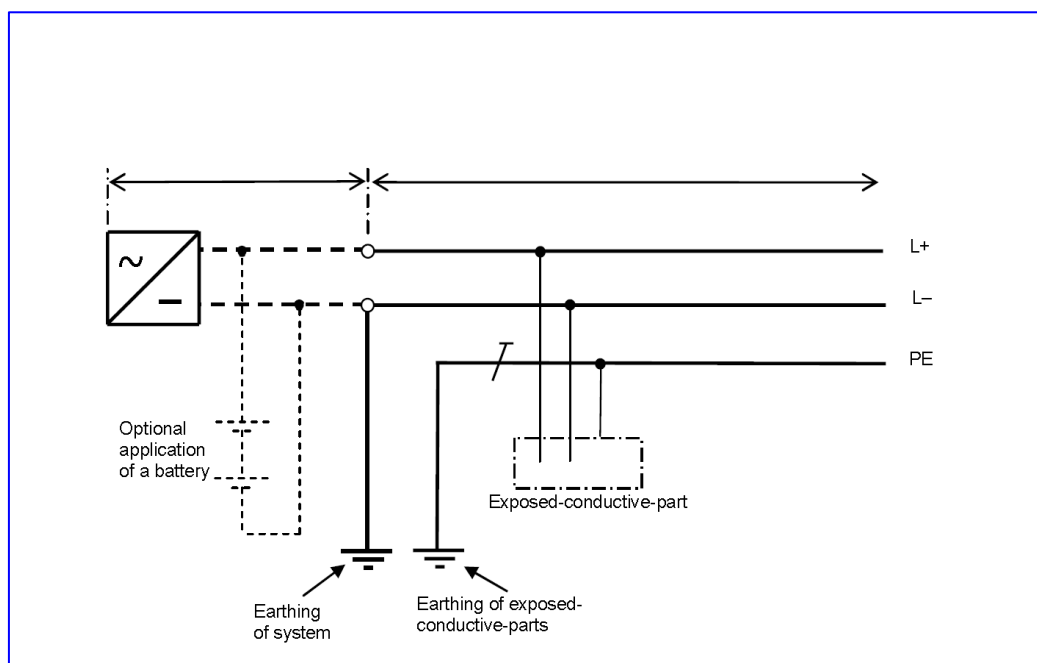 L+
L–
PE
Optional
application
of a battery
Exposed-conductive-part
Earthing
of system
Earthing of exposed-
conductive-parts